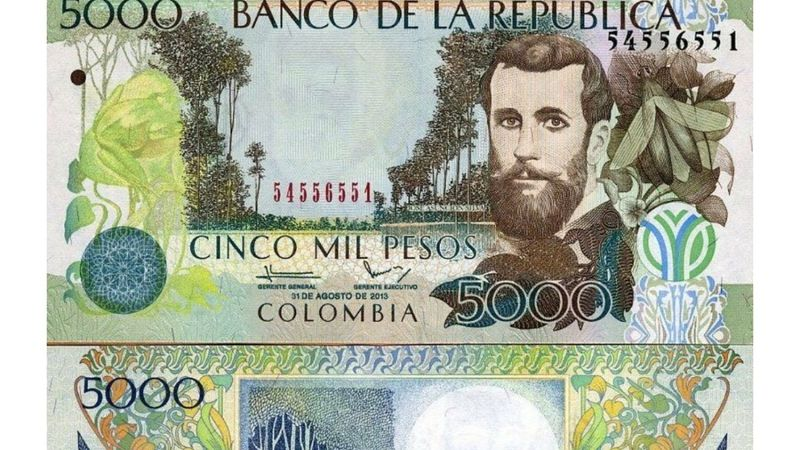 5000 BANCO DE LA REPÚBLICA
54556551
54556551
CINCO MIL PESOS
GERENTE GENERAL GERENTE EJECUTIVO
31 DE AGOSTO DE 2013
COLOMBIA 5000
5000